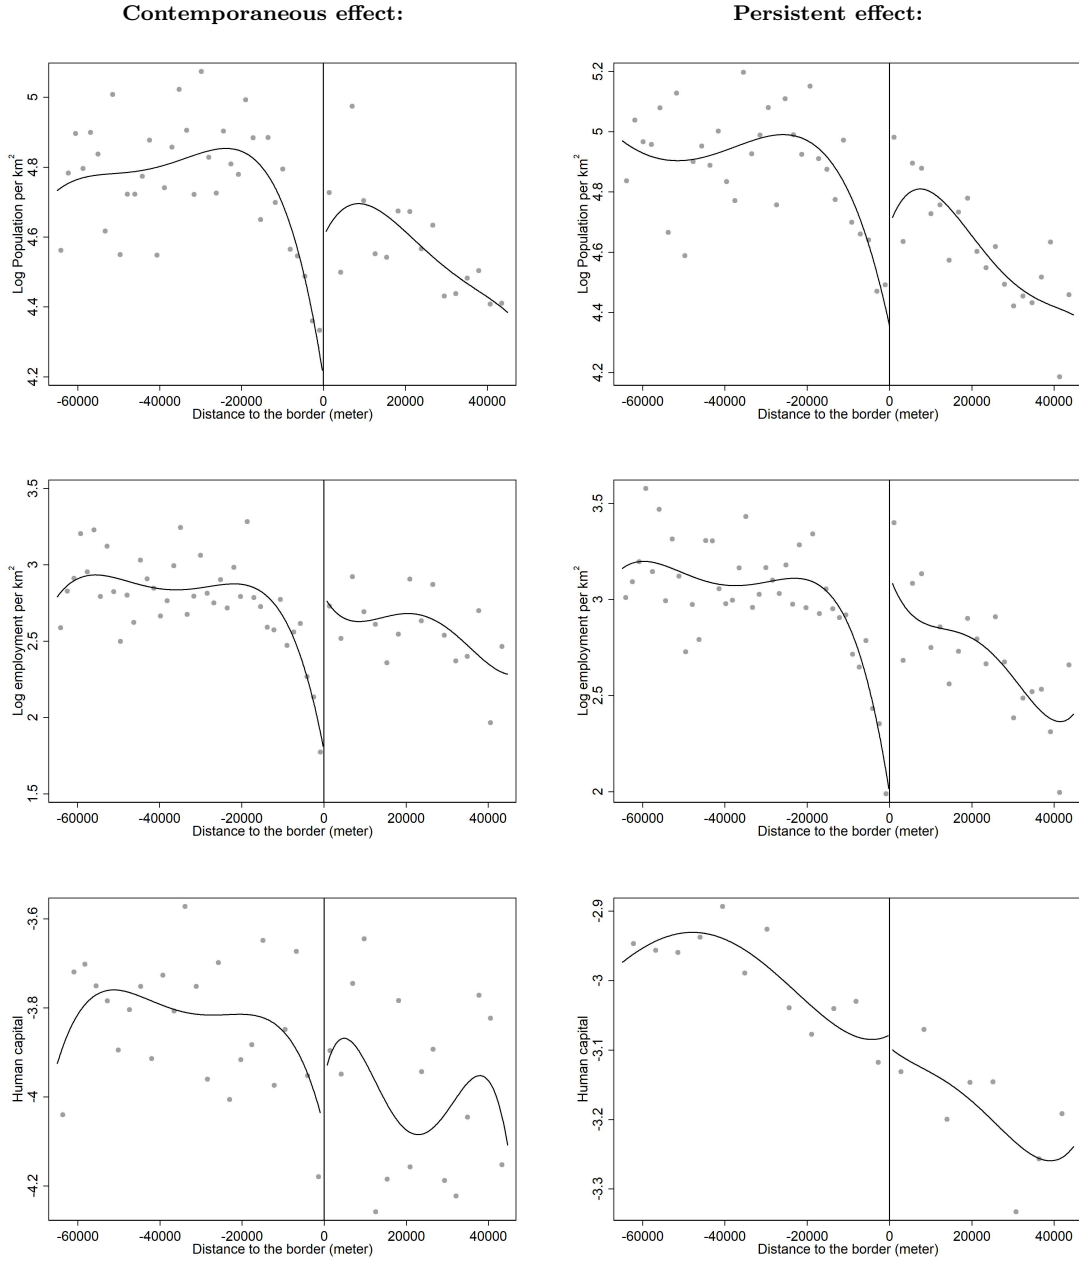 Contemporaneous effect:
Persistent effect:
Log Population per km²
5
4.8
4.6
4.4
4.2
-60000 -40000 -20000 0 20000 40000
Distance to the border (meter)
Log Population per km²
5.2
5
4.8
4.6
4.4
4.2
-60000 -40000 -20000 0 20000 40000
Distance to the border (meter)
Log employment per km²
3.5
3
2.5
2
1.5
-60000 -40000 -20000 0 20000 40000
Distance to the border (meter)
Log employment per km²
3.5
3
2.5
2
-60000 -40000 -20000 0 20000 40000
Distance to the border (meter)
Human capital
-3.6
-3.8
-4
-4.2
-60000 -40000 -20000 0 20000 40000
Distance to the border (meter)
Human capital
-2.9
-3
-3.1
-3.2
-3.3
-60000 -40000 -20000 0 20000 40000
Distance to the border (meter)